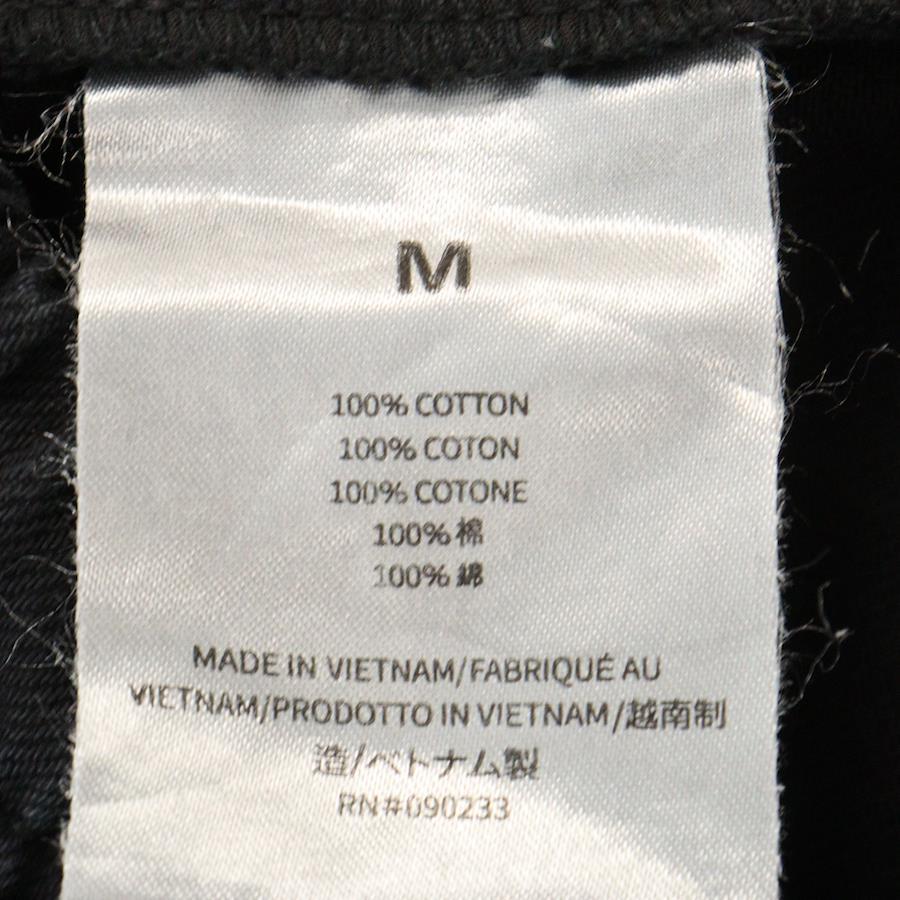 M
100% COTTON
100% COTON
100% COTONE
100% 棉
100% 綿
MADE IN VIETNAM/FABRIQUÉ AU
VIETNAM/PRODOTTO IN VIETNAM/越南制
造/ベトナム製
RN#090233